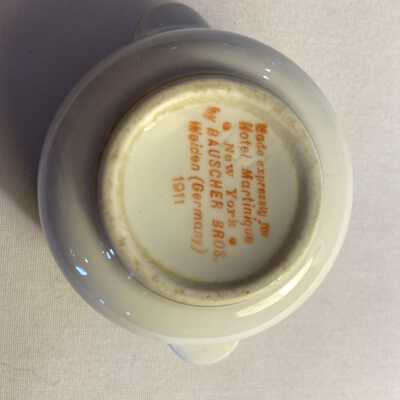 Made expressly for
Hotel Martinique
• New York •
by BAUSCHER BROS.
Weiden (Germany)
1911